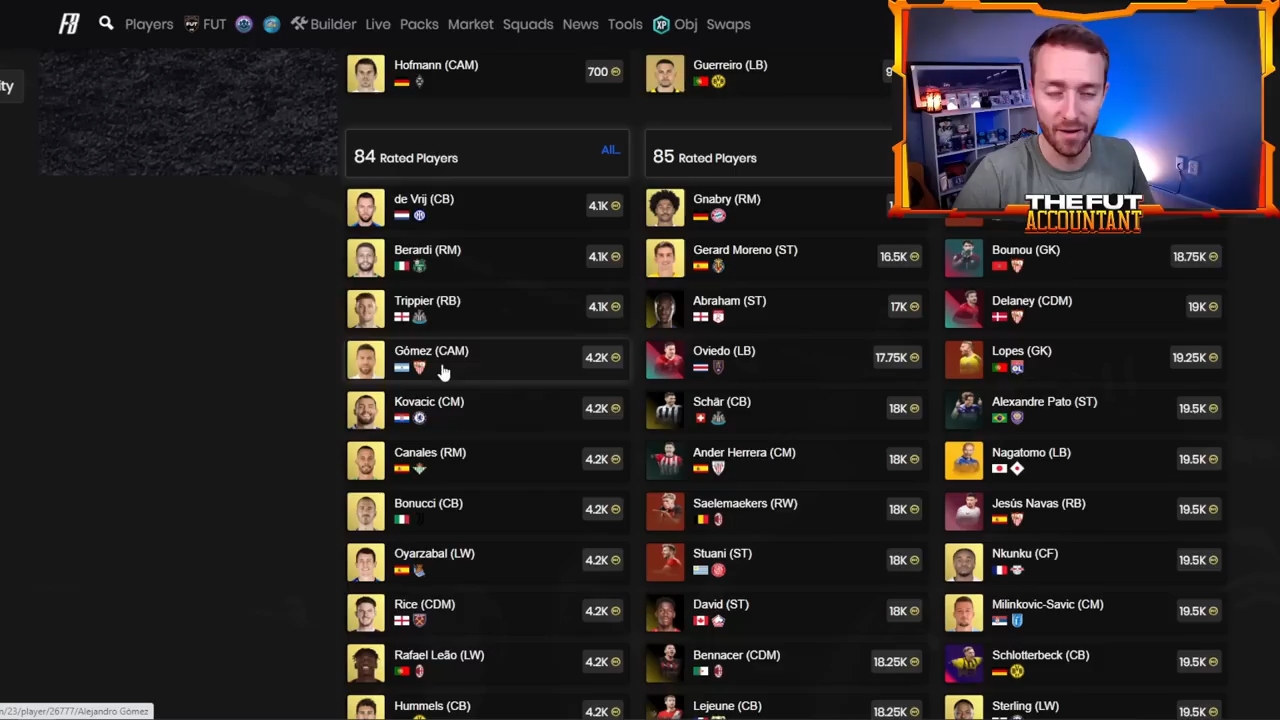 Players FUT Builder Live Packs Market Squads News Tools XP Obj Swaps
ity
Hofmann (CAM)
700
Guerreiro (LB)
84 Rated Players
All...
de Vrij (CB)
4.1K
Berardi (RM)
4.1K
Trippier (RB)
4.1K
Gómez (CAM)
4.2K
Kovacic (CM)
4.2K
Canales (RM)
4.2K
Bonucci (CB)
4.2K
Oyarzabal (LW)
4.2K
Rice (CDM)
4.2K
Rafael Leão (LW)
4.2K
Hummels (CB)
4.2K
85 Rated Players
Gnabry (RM)
Gerard Moreno (ST)
16.5K
Abraham (ST)
17K
Oviedo (LB)
17.75K
Schär (CB)
18K
Ander Herrera (CM)
18K
Saelemaekers (RW)
18K
Stuani (ST)
18K
David (ST)
18K
Bennacer (CDM)
18.25K
Lejeune (CB)
18.25K
Bounou (GK)
18.75K
Delaney (CDM)
19K
Lopes (GK)
19.25K
Alexandre Pato (ST)
19.5K
Nagatomo (LB)
19.5K
Jesús Navas (RB)
19.5K
Nkunku (CF)
19.5K
Milinkovic-Savic (CM)
19.5K
Schlotterbeck (CB)
19.5K
Sterling (LW)
19.5K
THE FUT
ACCOUNTANT
n/23/player/26777/Alejandro Gómez